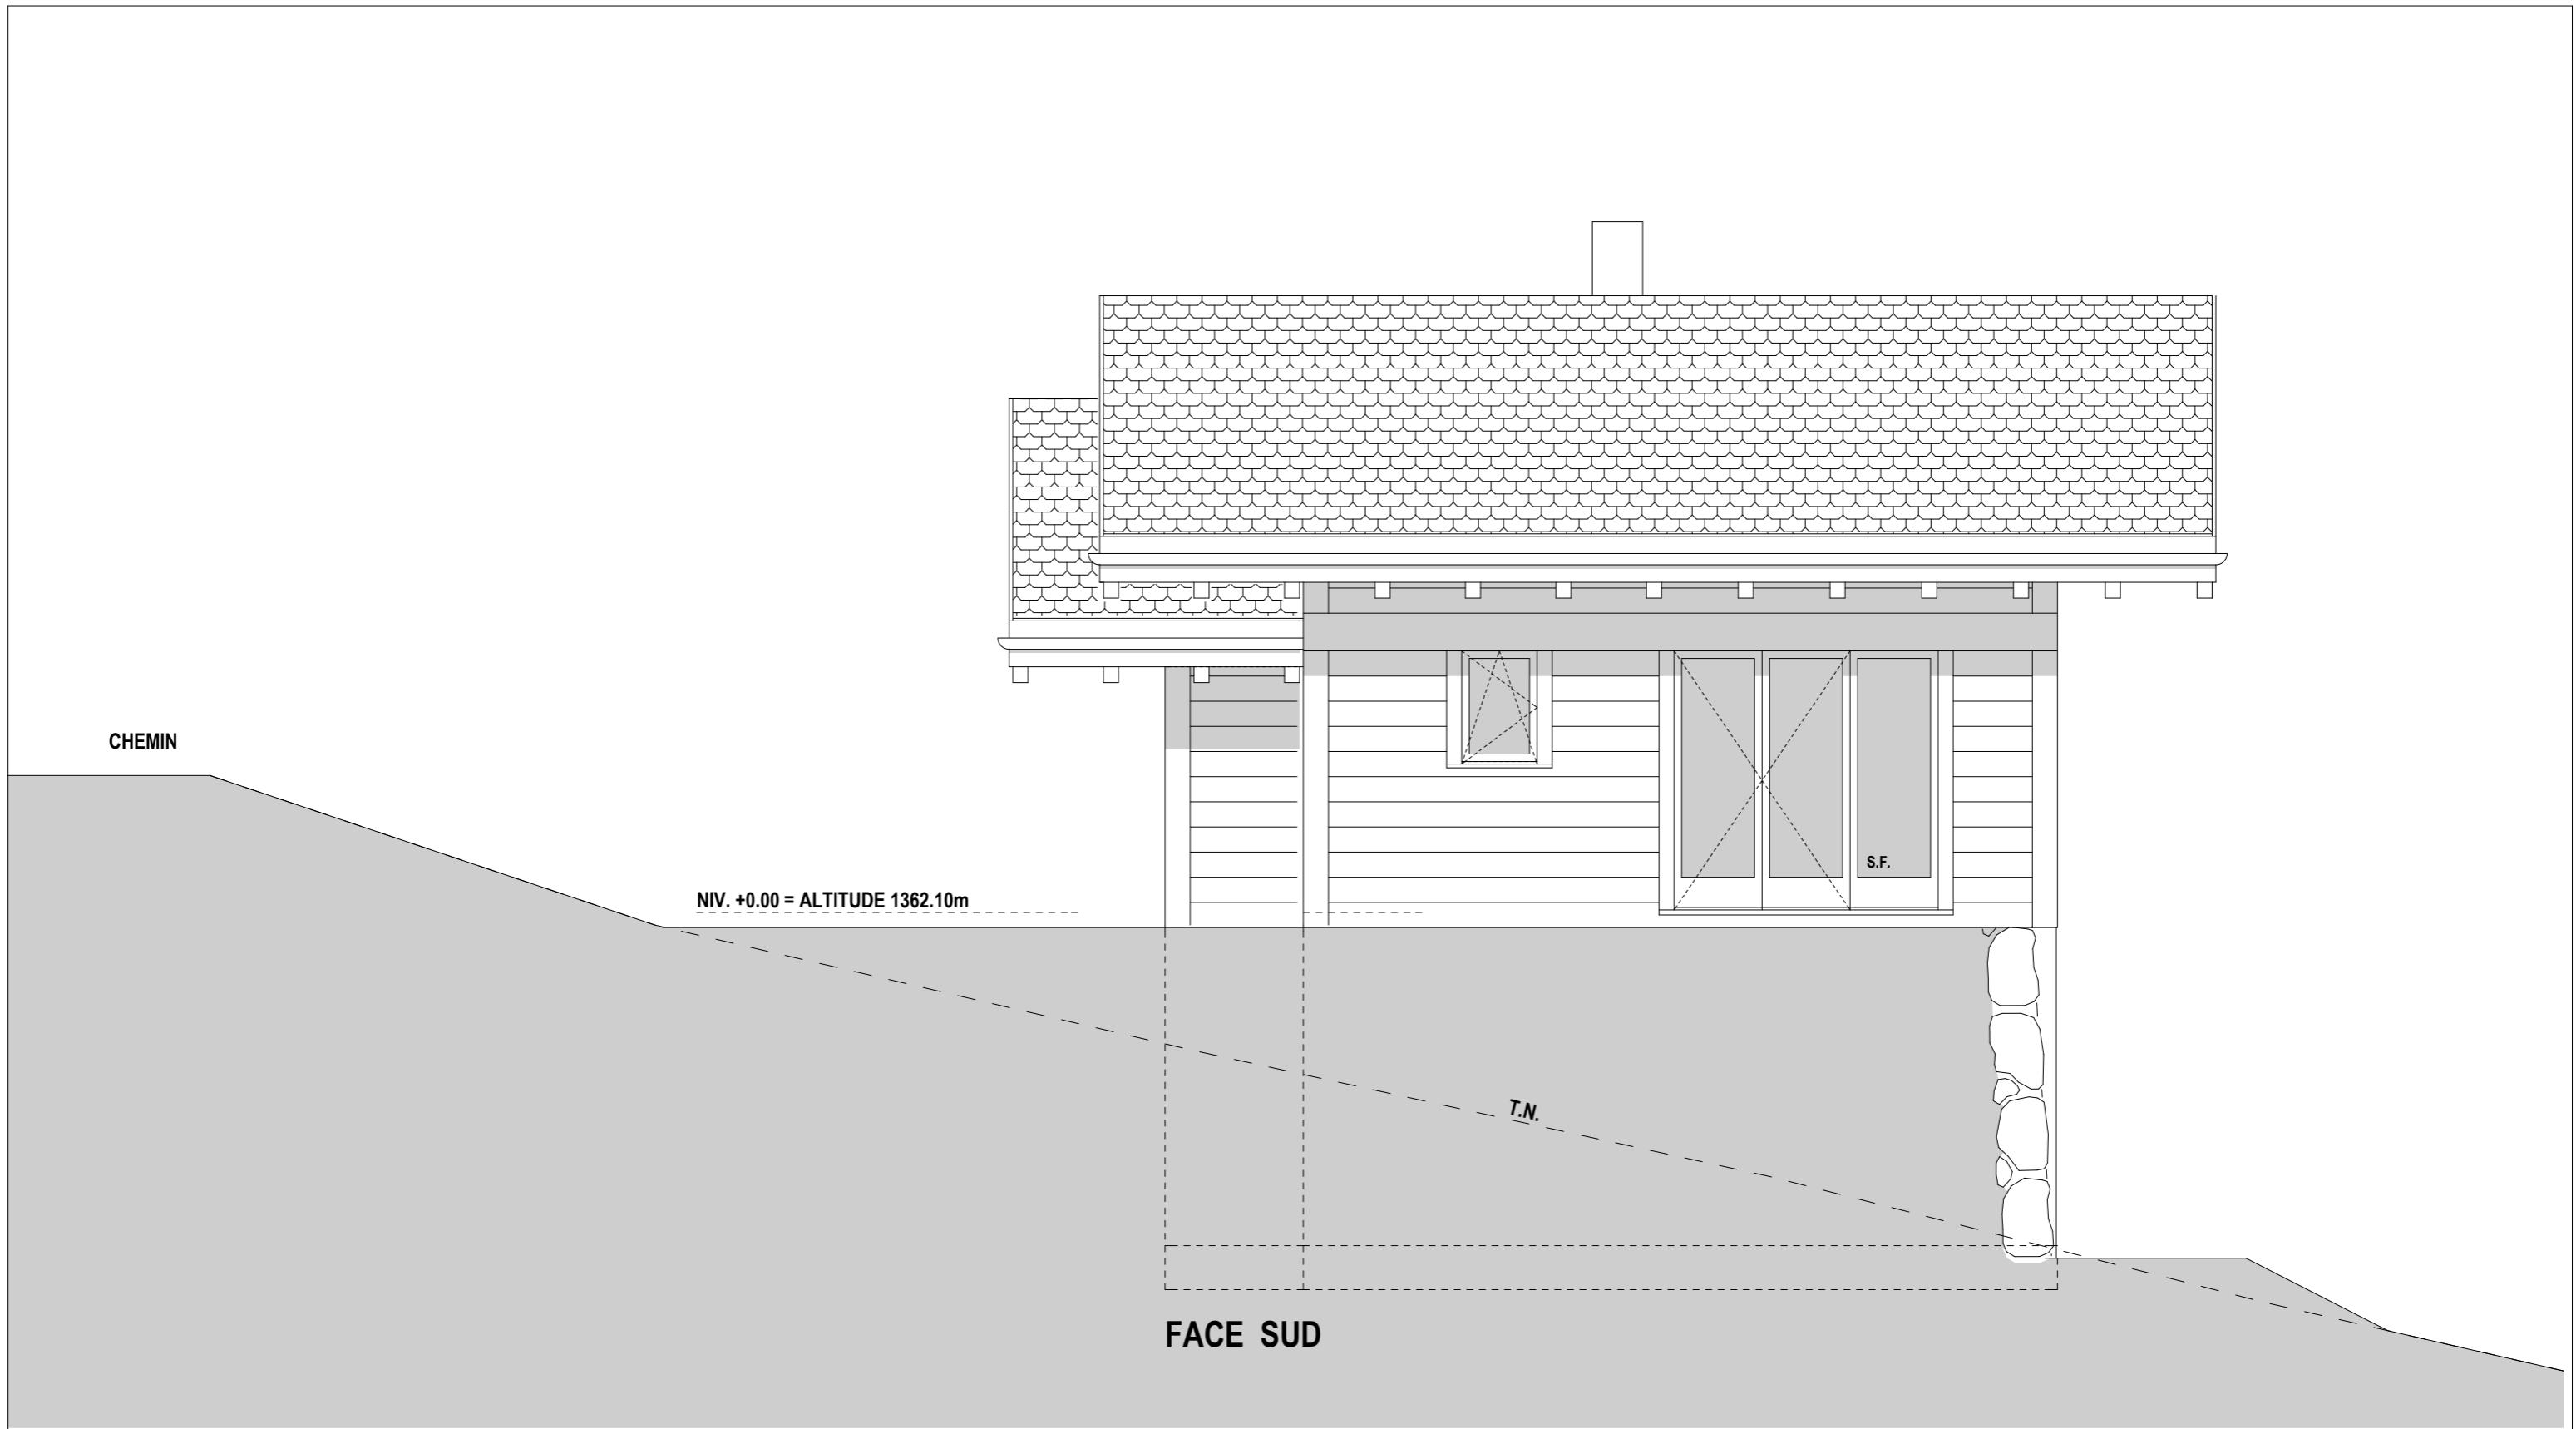 CHEMIN
NIV. +0.00 = ALTITUDE 1362.10m
S.F.
T.N.
FACE SUD